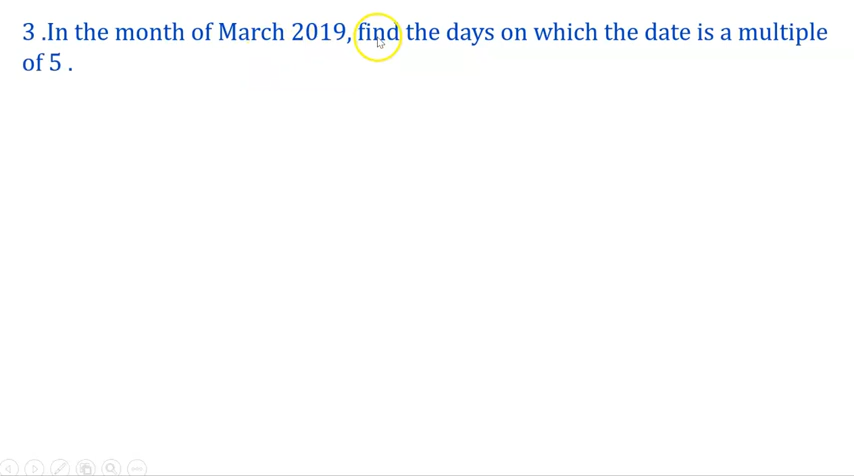 3 .In the month of March 2019, find the days on which the date is a multiple
of 5 .